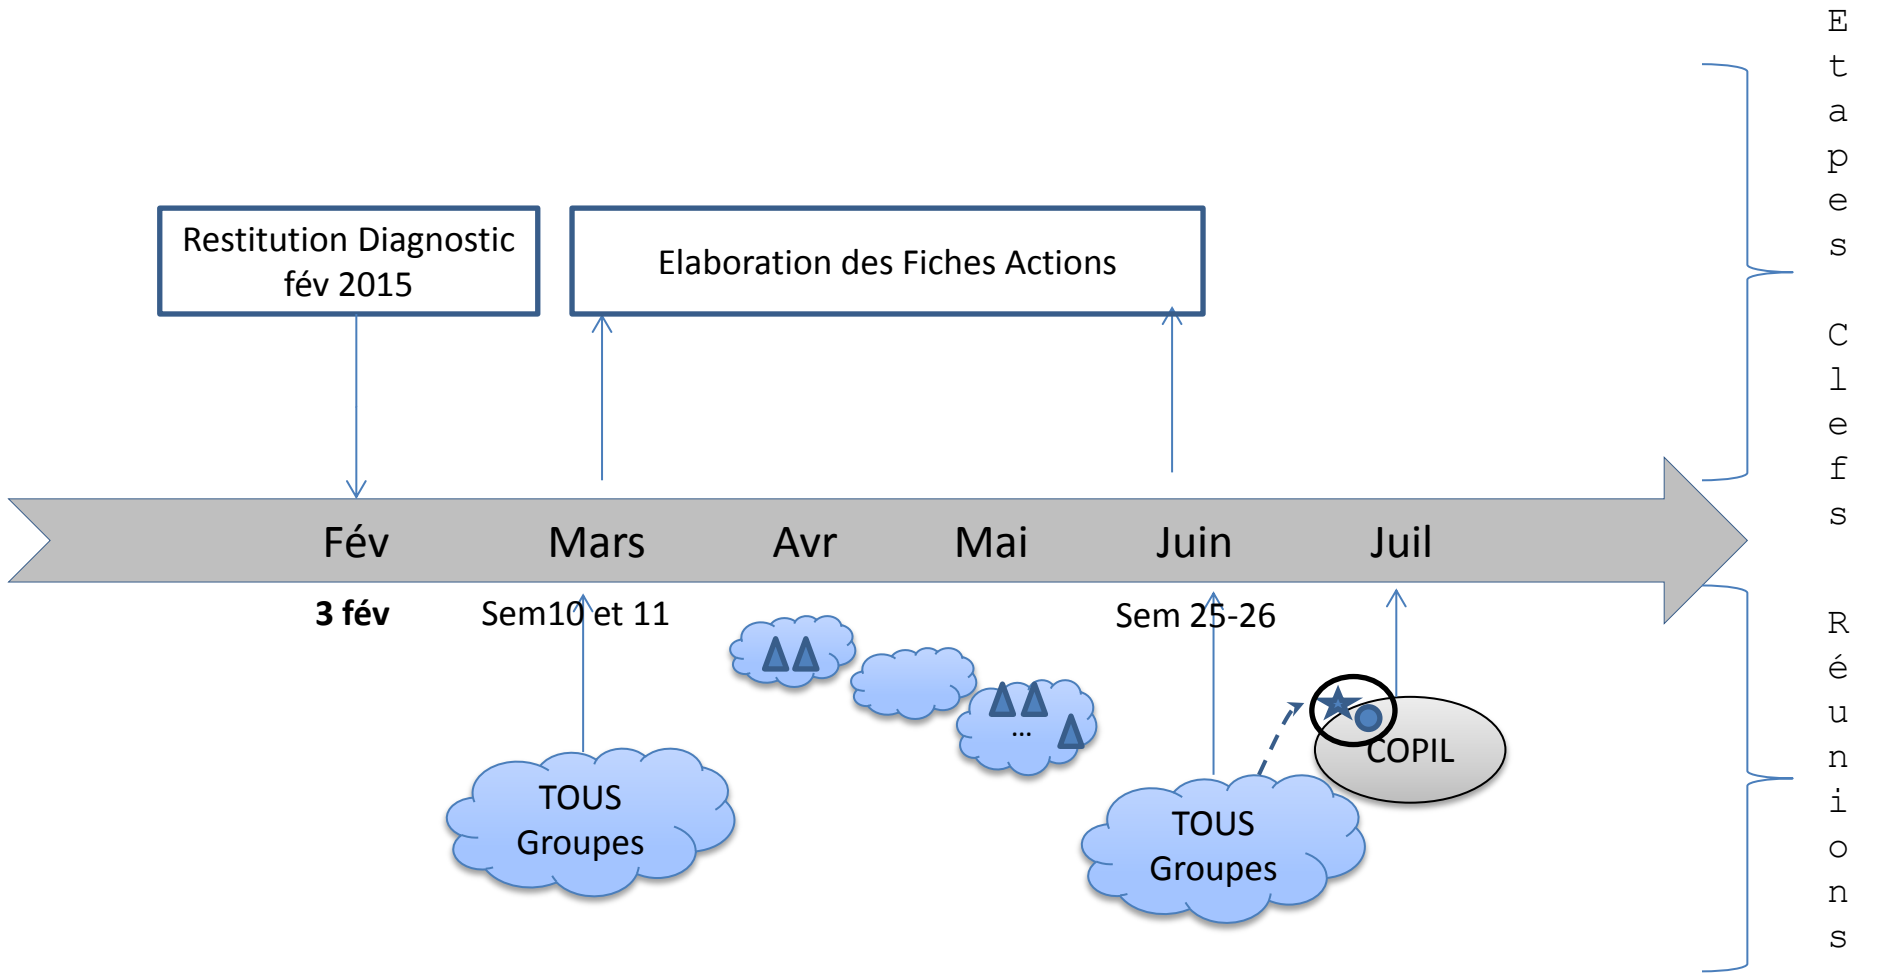 Etapes Clefs
Restitution Diagnostic
fév 2015
Elaboration des Fiches Actions
Fév
Mars
Avr
Mai
Juin
Juil
3 fév
Sem10 et 11
Sem 25-26
...
COPIL
TOUS
Groupes
TOUS
Groupes
Réunions